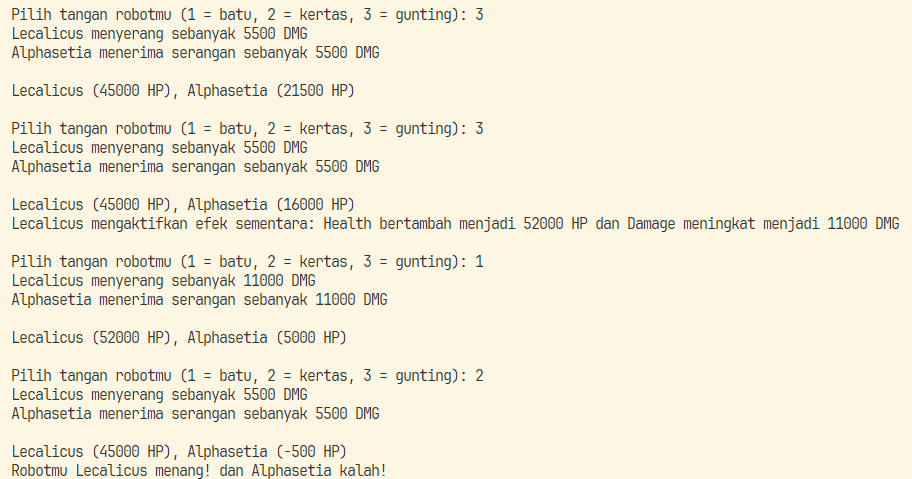 Pilih tangan robotmu (1 = batu, 2 = kertas, 3 = gunting): 3
Lecalicus menyerang sebanyak 5500 DMG
Alphasetia menerima serangan sebanyak 5500 DMG
Lecalicus (45000 HP), Alphasetia (21500 HP)
Pilih tangan robotmu (1 = batu, 2 = kertas, 3 = gunting): 3
Lecalicus menyerang sebanyak 5500 DMG
Alphasetia menerima serangan sebanyak 5500 DMG
Lecalicus (45000 HP), Alphasetia (16000 HP)
Lecalicus mengaktifkan efek sementara: Health bertambah menjadi 52000 HP dan Damage meningkat menjadi 11000 DMG
Pilih tangan robotmu (1 = batu, 2 = kertas, 3 = gunting): 1
Lecalicus menyerang sebanyak 11000 DMG
Alphasetia menerima serangan sebanyak 11000 DMG
Lecalicus (52000 HP), Alphasetia (5000 HP)
Pilih tangan robotmu (1 = batu, 2 = kertas, 3 = gunting): 2
Lecalicus menyerang sebanyak 5500 DMG
Alphasetia menerima serangan sebanyak 5500 DMG
Lecalicus (45000 HP), Alphasetia (-500 HP)
Robotmu Lecalicus menang! dan Alphasetia kalah!